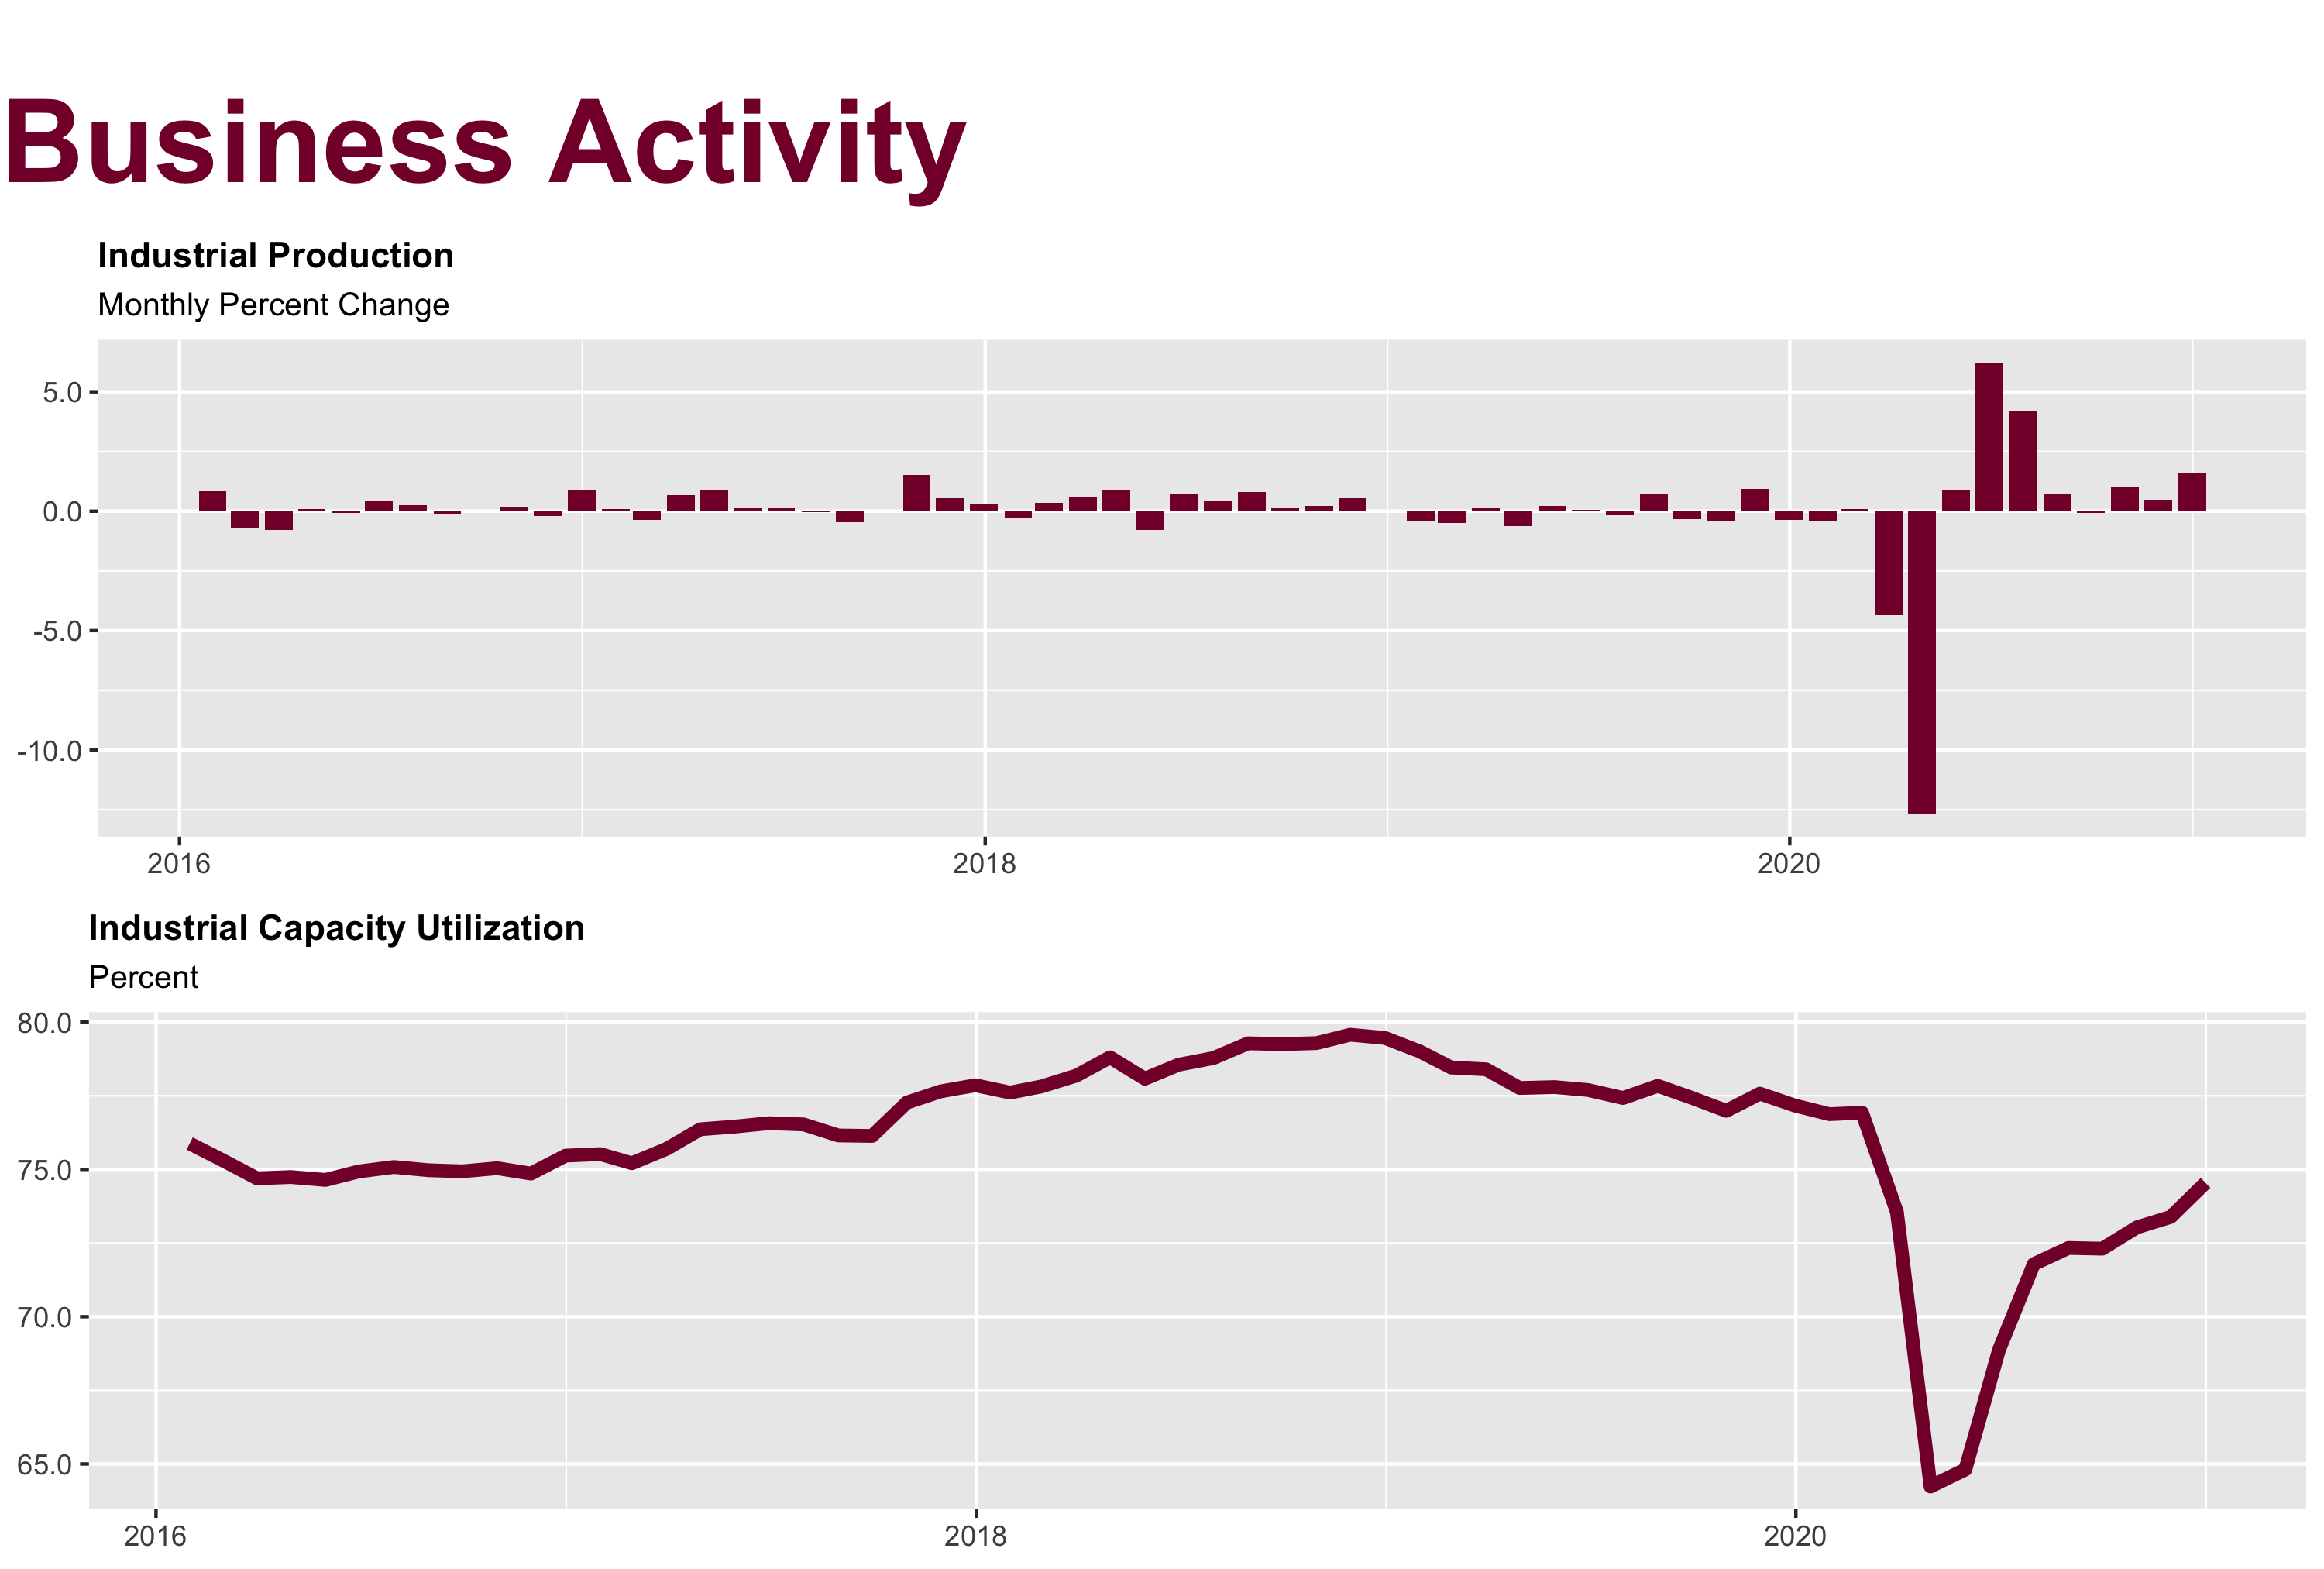 Business Activity
Industrial Production
Monthly Percent Change
5.0
0.0
-5.0
-10.0
2016 2018 2020
Industrial Capacity Utilization
Percent
80.0
75.0
70.0
65.0
2016 2018 2020